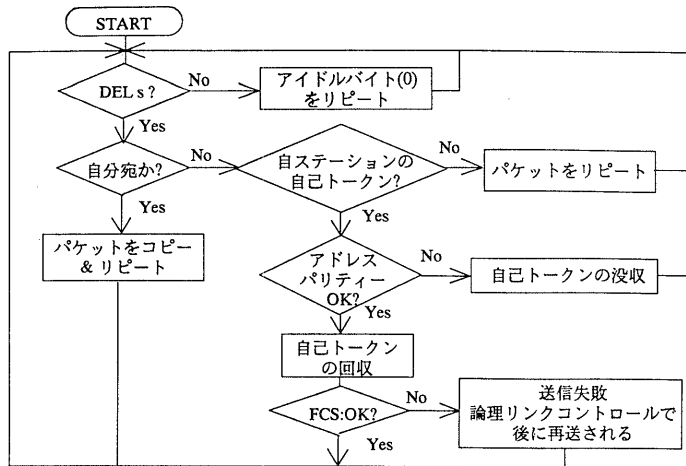 START
DEL s ?
No
アイドルバイト(0)
をリピート
Yes
自分宛か?
No
自ステーションの
自己トークン?
No
パケットをリピート
Yes
Yes
パケットをコピー
& リピート
アドレス
パリティー
OK?
No
自己トークンの没収
Yes
自己トークン
の回収
FCS:OK?
No
送信失敗
論理リンクコントロールで
後に再送される
Yes